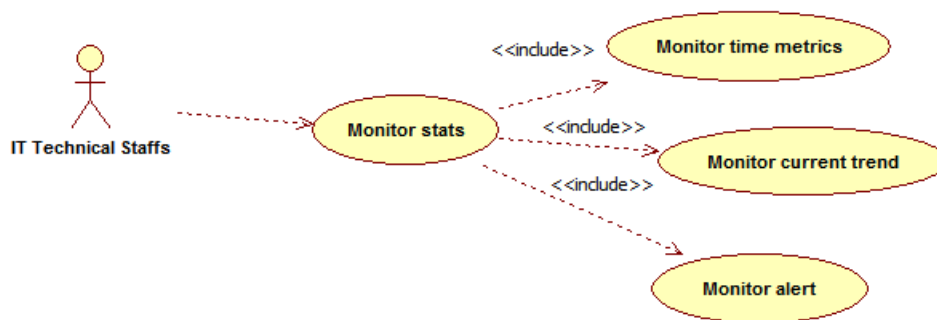 <<include>>
Monitor time metrics
IT Technical Staffs
Monitor stats
<<include>>
Monitor current trend
<<include>>
Monitor alert